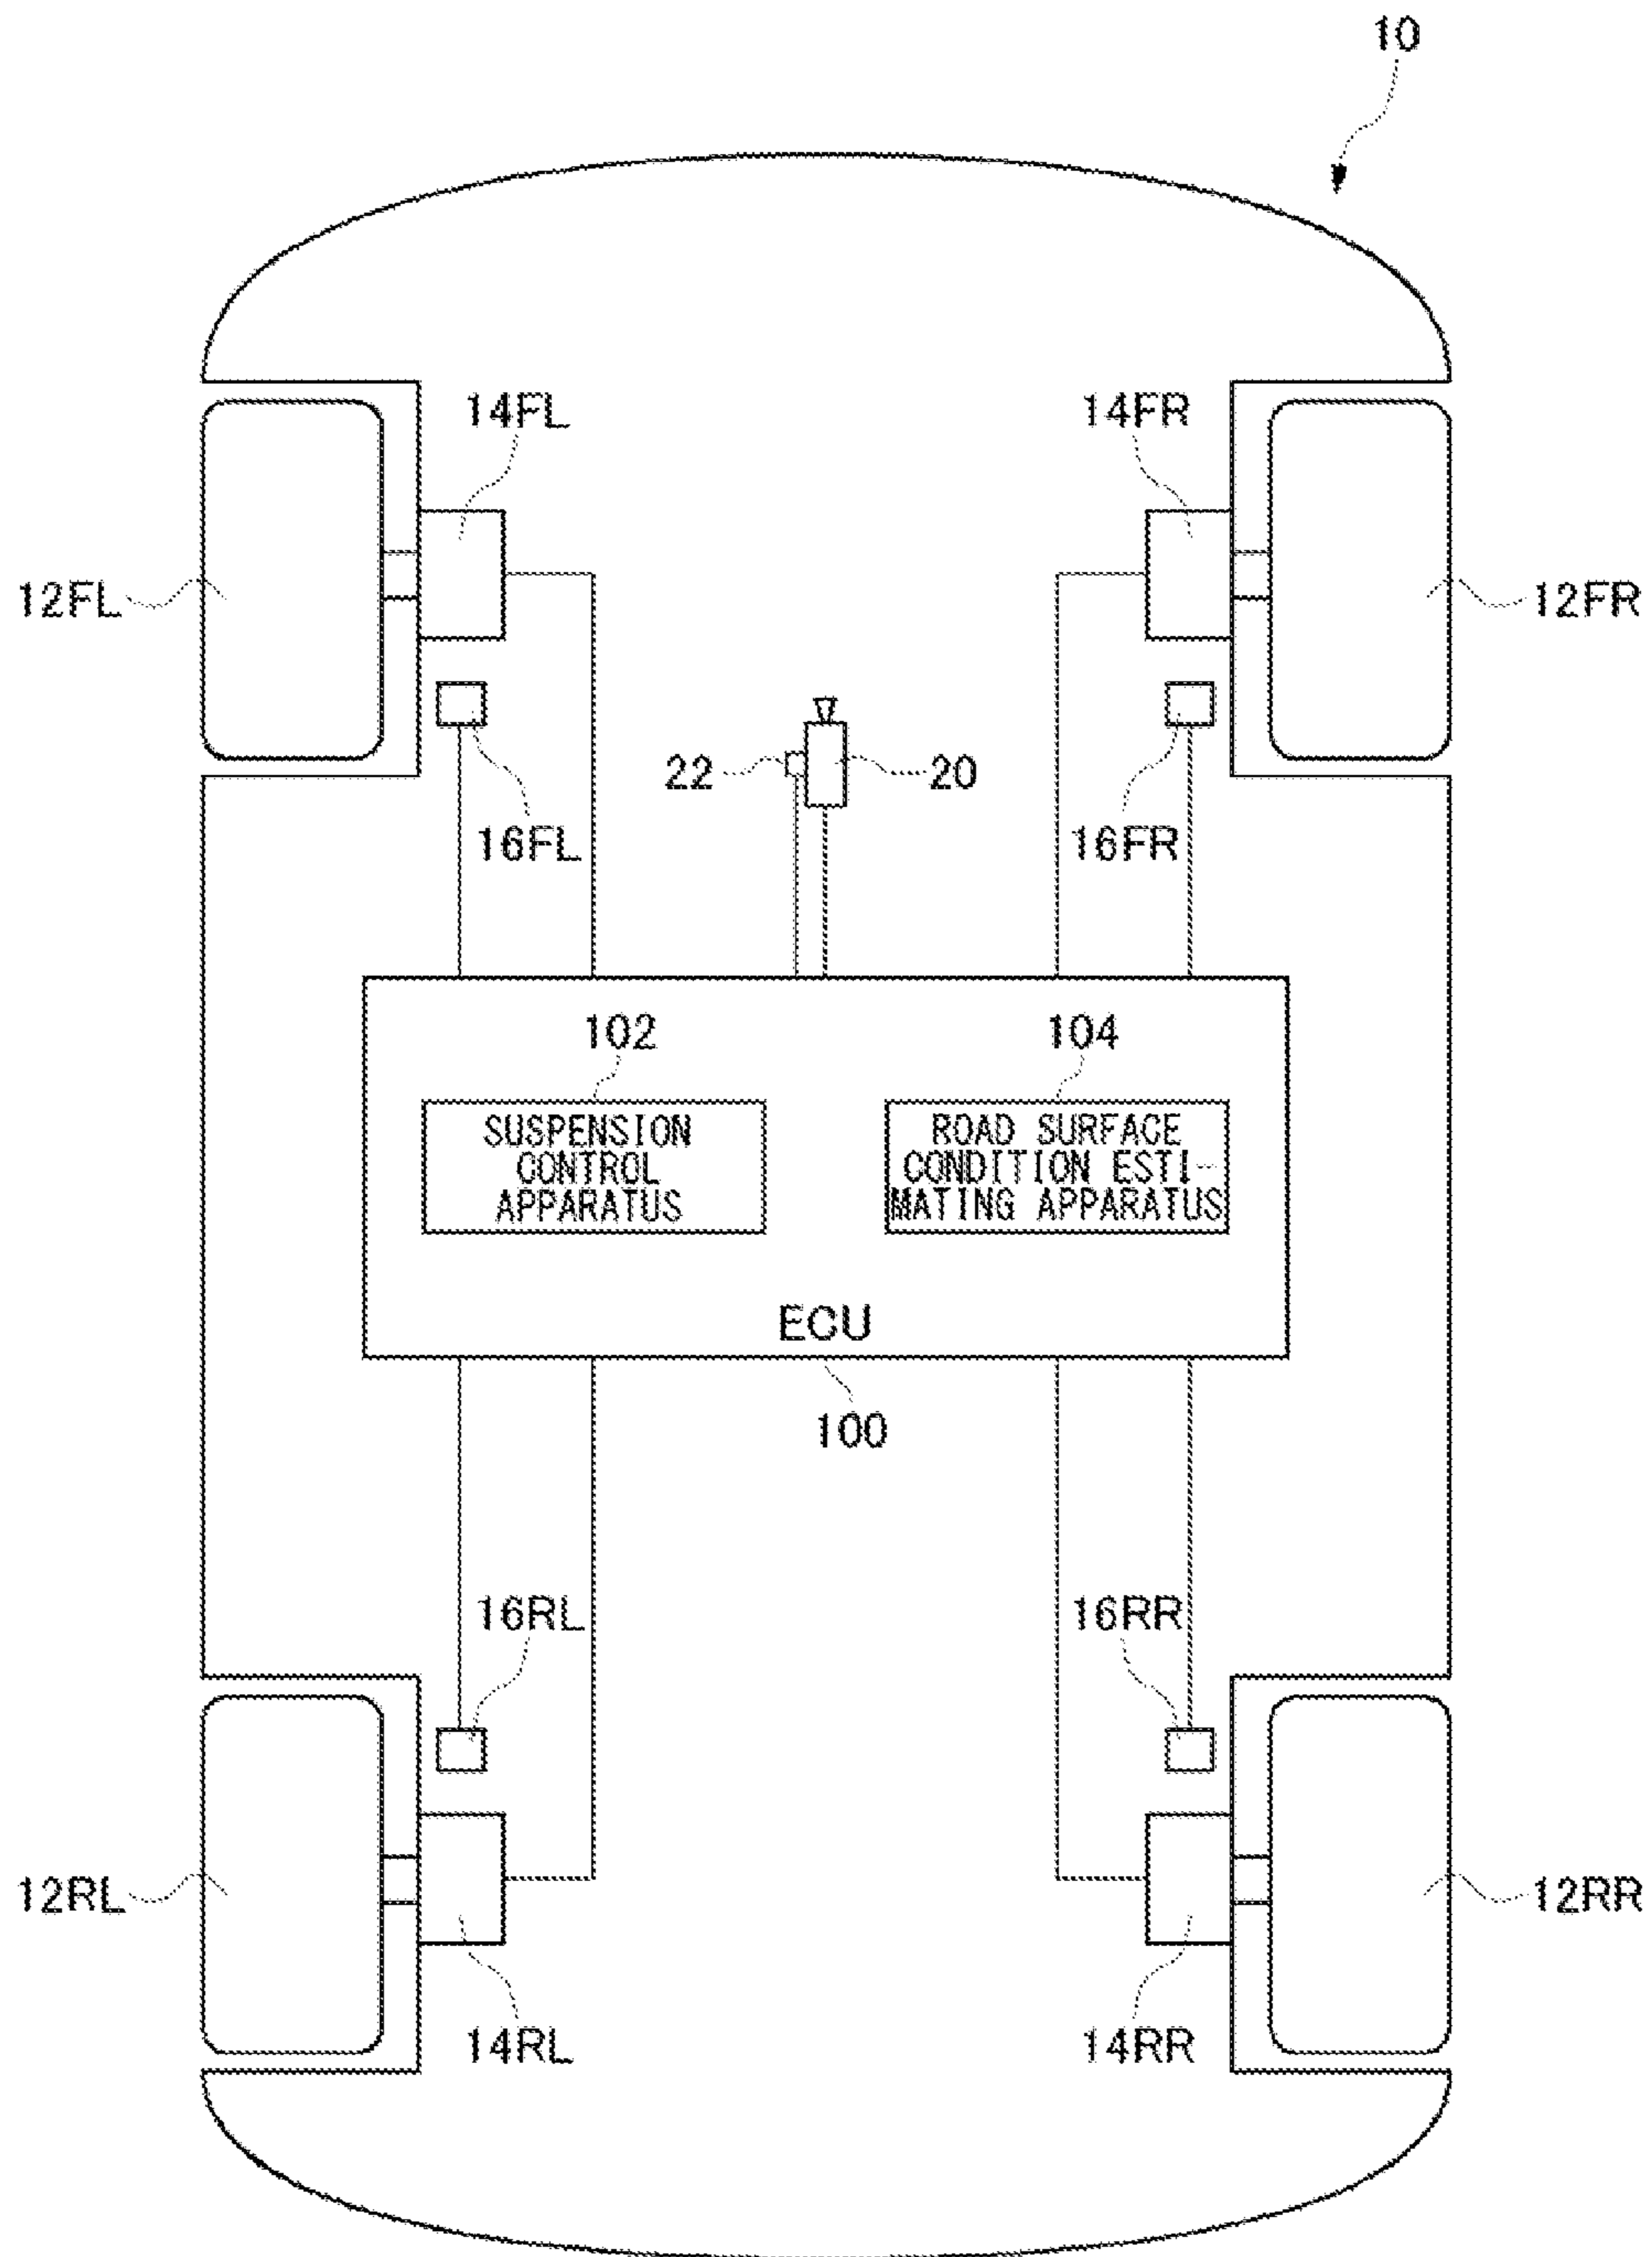 10
14FL
14FR
12FL
12FR
22
20
16FL
16FR
102
104
SUSPENSION
CONTROL
APPARATUS
ROAD SURFACE
CONDITION ESTI-
MATING APPARATUS
ECU
100
16RL
16RR
12RL
12RR
14RL
14RR